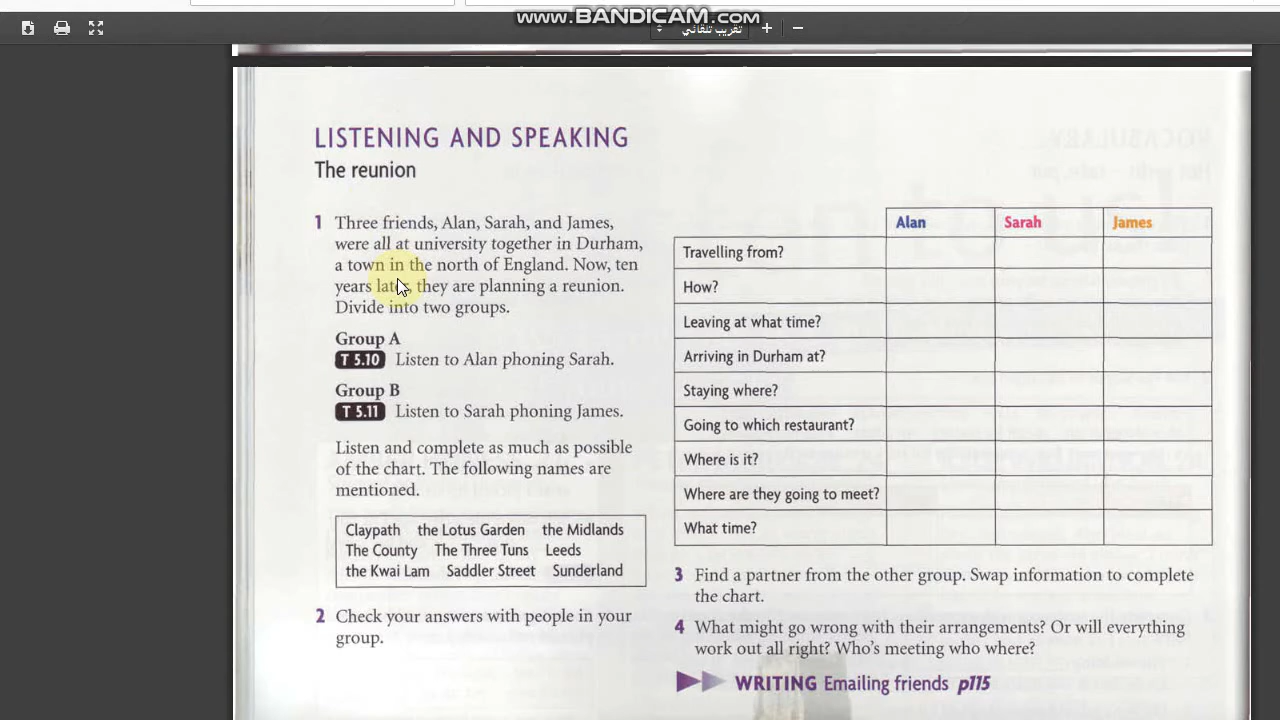 www.BANDICAM.com
تقريب تلقائي
LISTENING AND SPEAKING
The reunion
1 Three friends, Alan, Sarah, and James,
were all at university together in Durham,
a town in the north of England. Now, ten
years later, they are planning a reunion.
Divide into two groups.
Group A
T 5.10 Listen to Alan phoning Sarah.
Group B
T 5.11 Listen to Sarah phoning James.
Listen and complete as much as possible
of the chart. The following names are
mentioned.
Claypath the Lotus Garden the Midlands
The County The Three Tuns Leeds
the Kwai Lam Saddler Street Sunderland
2 Check your answers with people in your
group.
Alan Sarah James
Travelling from?
How?
Leaving at what time?
Arriving in Durham at?
Staying where?
Going to which restaurant?
Where is it?
Where are they going to meet?
What time?
3 Find a partner from the other group. Swap information to complete
the chart.
4 What might go wrong with their arrangements? Or will everything
work out all right? Who's meeting who where?
WRITING Emailing friends p115